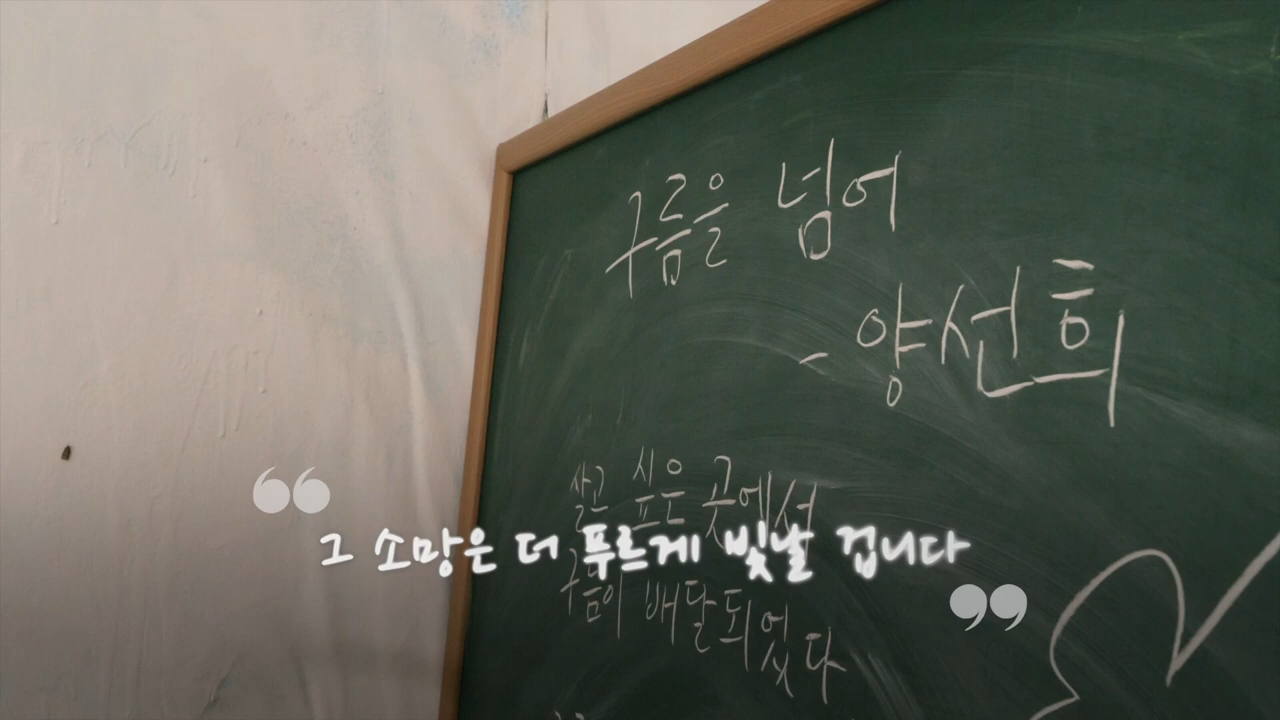 구름을 넘어
- 양선희
살고 싶은 곳에서
“그 소망은 더 푸르게 빛날 겁니다”
구름이 배달되었다